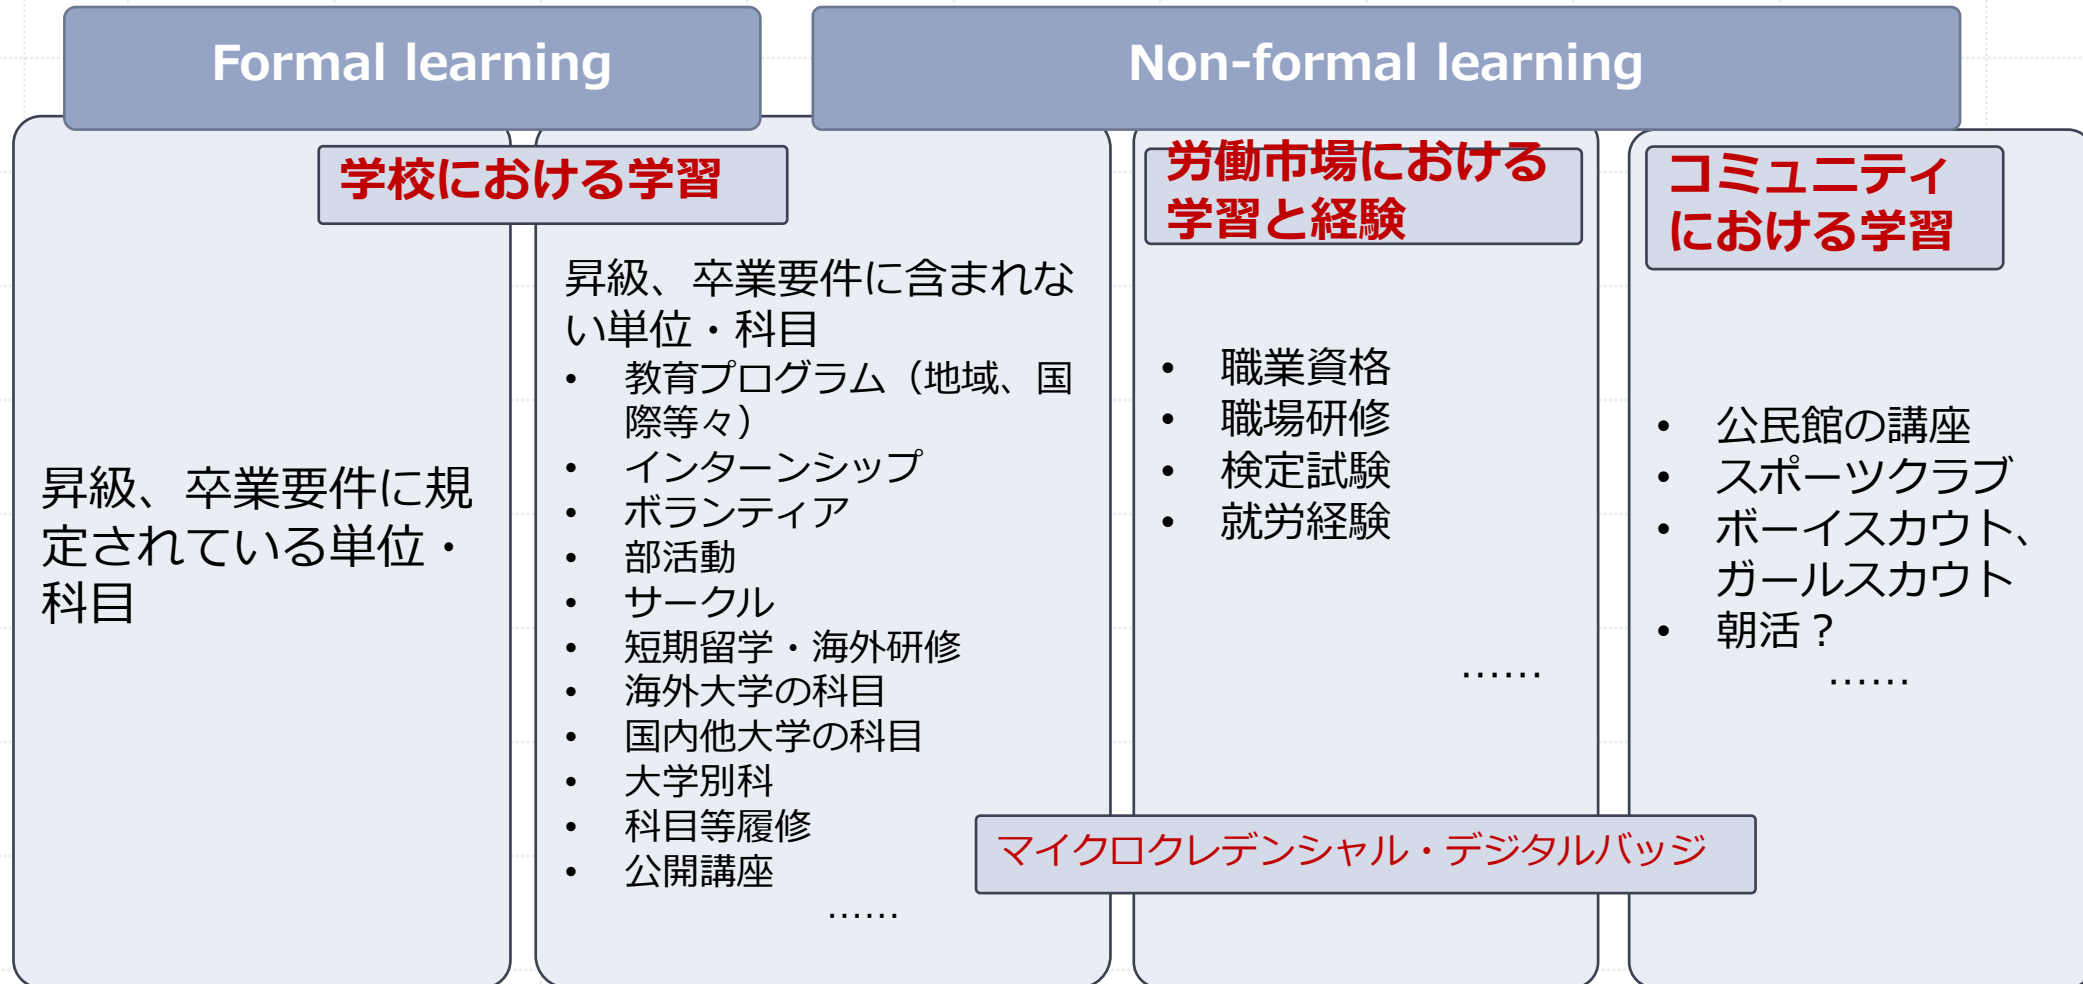 Formal learning
Non-formal learning
学校における学習
昇級、卒業要件に規
定されている単位・
科目
昇級、卒業要件に含まれな
い単位・科目
• 教育プログラム（地域、国
際等々）
• インターンシップ
• ボランティア
• 部活動
• サークル
• 短期留学・海外研修
• 海外大学の科目
• 国内他大学の科目
• 大学別科
• 科目等履修
• 公開講座
……
労働市場における
学習と経験
• 職業資格
• 職場研修
• 検定試験
• 就労経験
……
コミュニティ
における学習
• 公民館の講座
• スポーツクラブ
• ボーイスカウト、
ガールスカウト
• 朝活？
……
マイクロクレデンシャル・デジタルバッジ